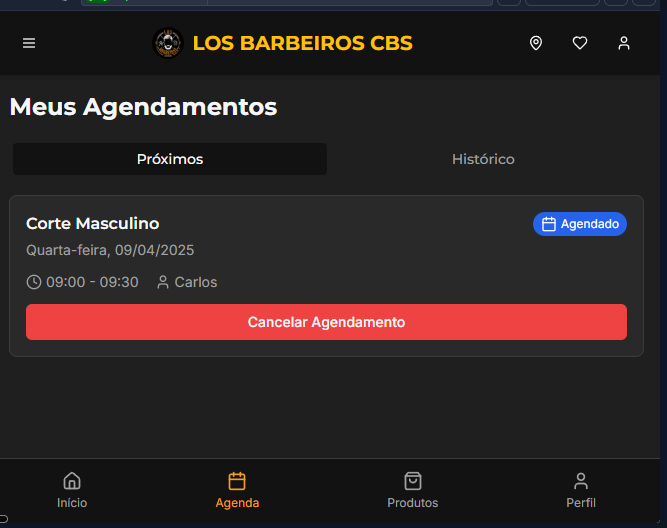 LOS BARBEIROS CBS
Meus Agendamentos
Próximos
Histórico
Corte Masculino
Agendado
Quarta-feira, 09/04/2025
09:00 - 09:30
Carlos
Cancelar Agendamento
Início
Agenda
Produtos
Perfil